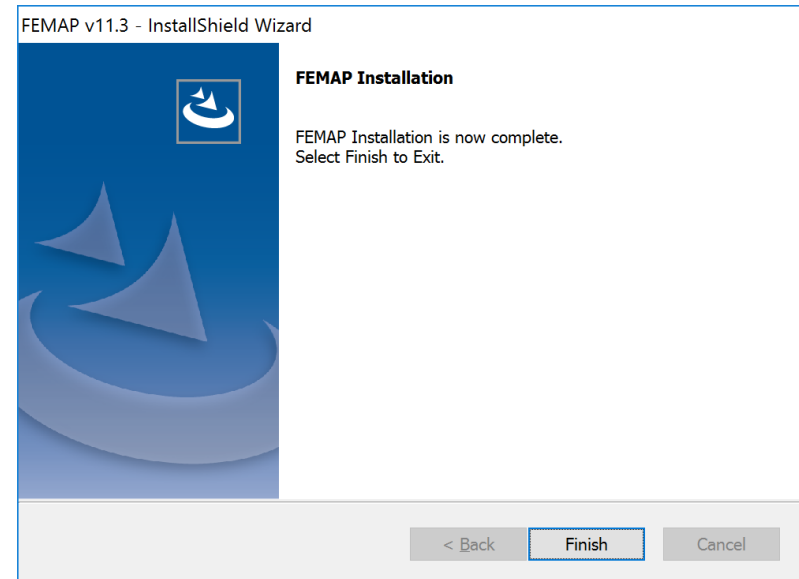 FEMAP v11.3 - InstallShield Wizard
FEMAP Installation
FEMAP Installation is now complete.
Select Finish to Exit.
< Back
Finish
Cancel